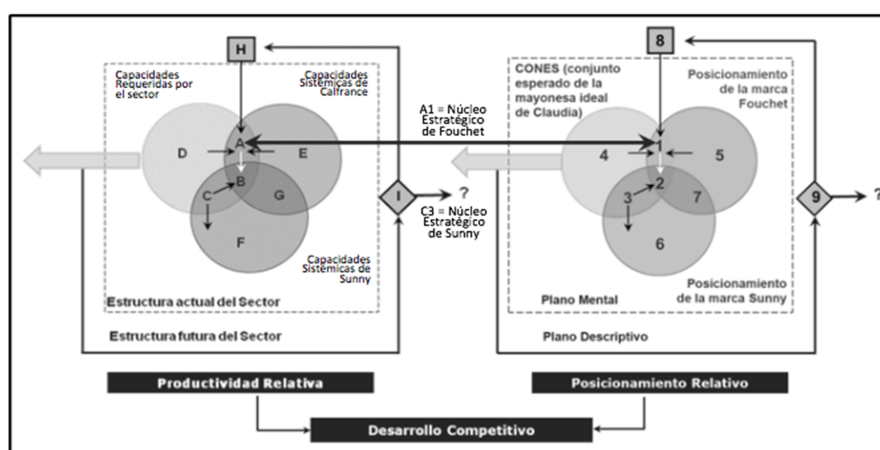 H
Capacidades
Requeridas por
el sector
Capacidades
Sistémicas de
Calfrance
D
A
E
B
C
G
F
I
?
Capacidades
Sistémicas de
Sunny
Estructura actual del Sector
Estructura futura del Sector
Productividad Relativa
A1 = Núcleo
Estratégico
de Fouchet
C3 = Núcleo
Estratégico
de Sunny
8
CONES (conjunto
esperado de la
mayonesa ideal
de Claudia)
Posicionamiento
de la marca
Fouchet
4
1
5
2
3
7
6
9
?
Posicionamiento
de la marca Sunny
Plano Mental
Plano Descriptivo
Posicionamiento Relativo
Desarrollo Competitivo